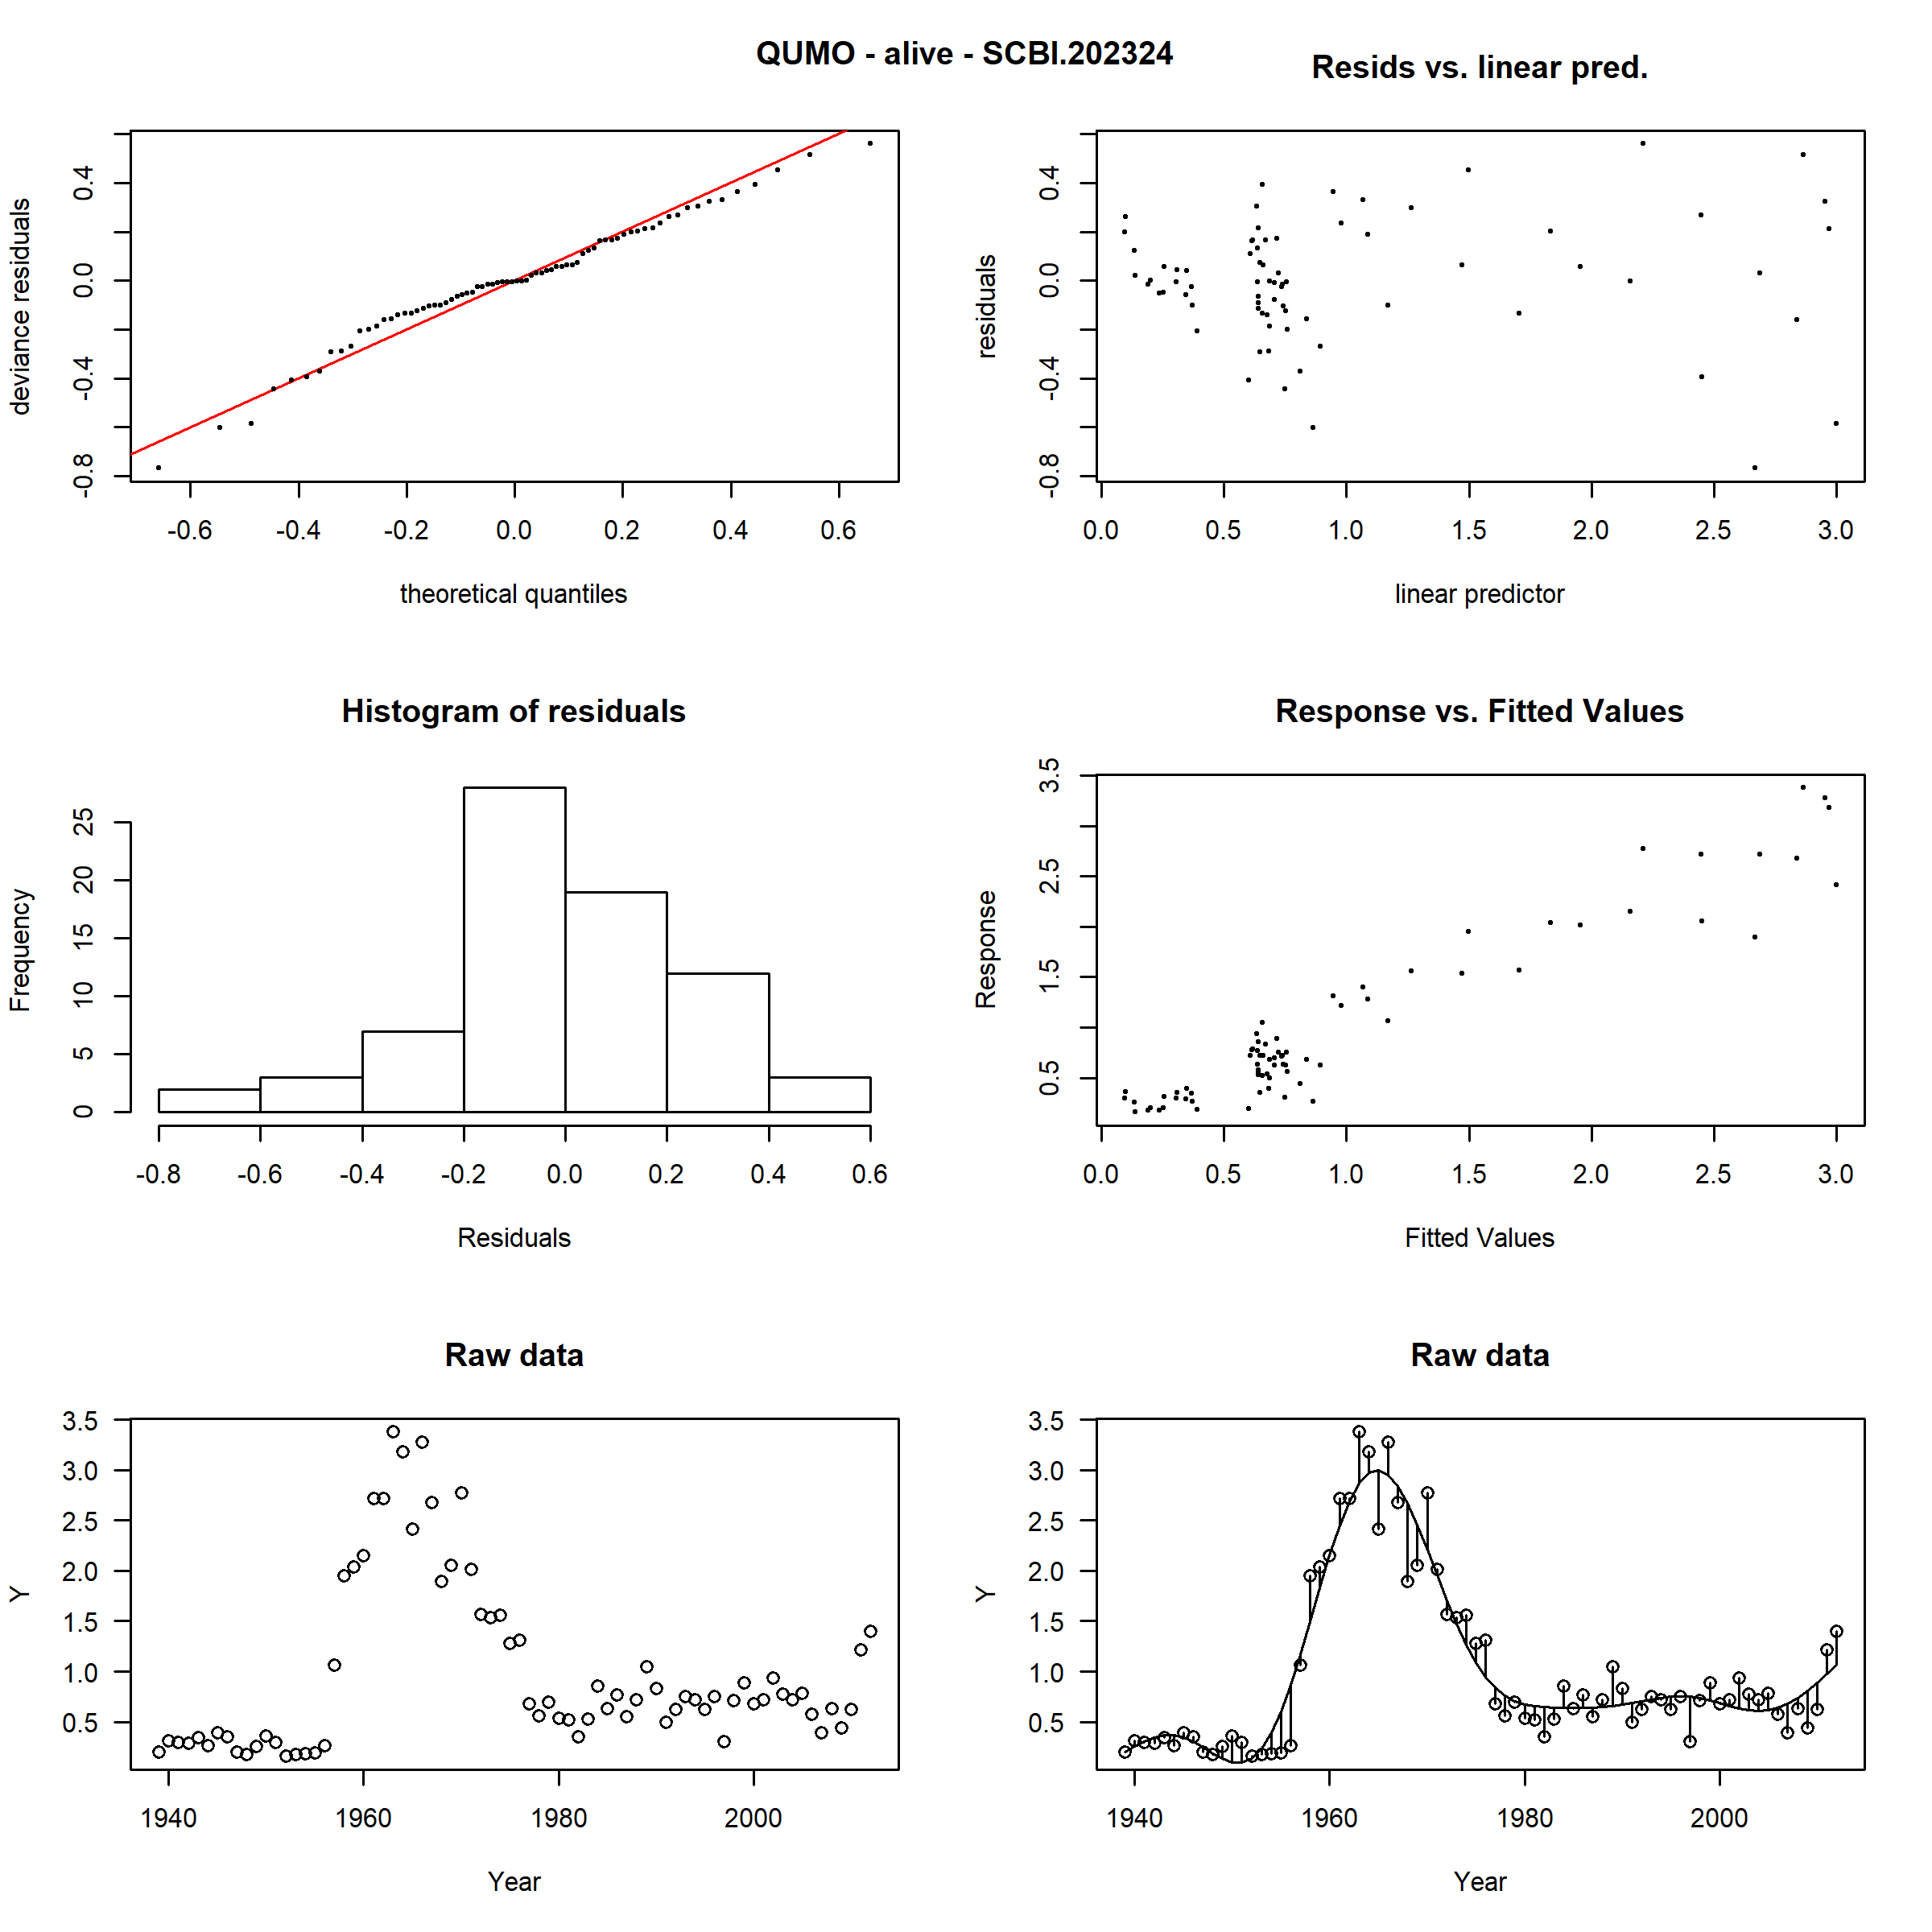 QUMO - alive - SCBI.202324
Resids vs. linear pred.
deviance residuals
-0.8 -0.4 0.0 0.4
-0.6 -0.4 -0.2 0.0 0.2 0.4 0.6
theoretical quantiles
residuals
-0.8 -0.4 0.0 0.4
0.0 0.5 1.0 1.5 2.0 2.5 3.0
linear predictor
Histogram of residuals
Frequency
0 5 10 15 20 25
-0.8 -0.6 -0.4 -0.2 0.0 0.2 0.4 0.6
Residuals
Response vs. Fitted Values
Response
0.5 1.5 2.5 3.5
0.0 0.5 1.0 1.5 2.0 2.5 3.0
Fitted Values
Raw data
Y
3.5
3.0
2.5
2.0
1.5
1.0
0.5
1940 1960 1980 2000
Year
Raw data
Y
3.5
3.0
2.5
2.0
1.5
1.0
0.5
1940 1960 1980 2000
Year